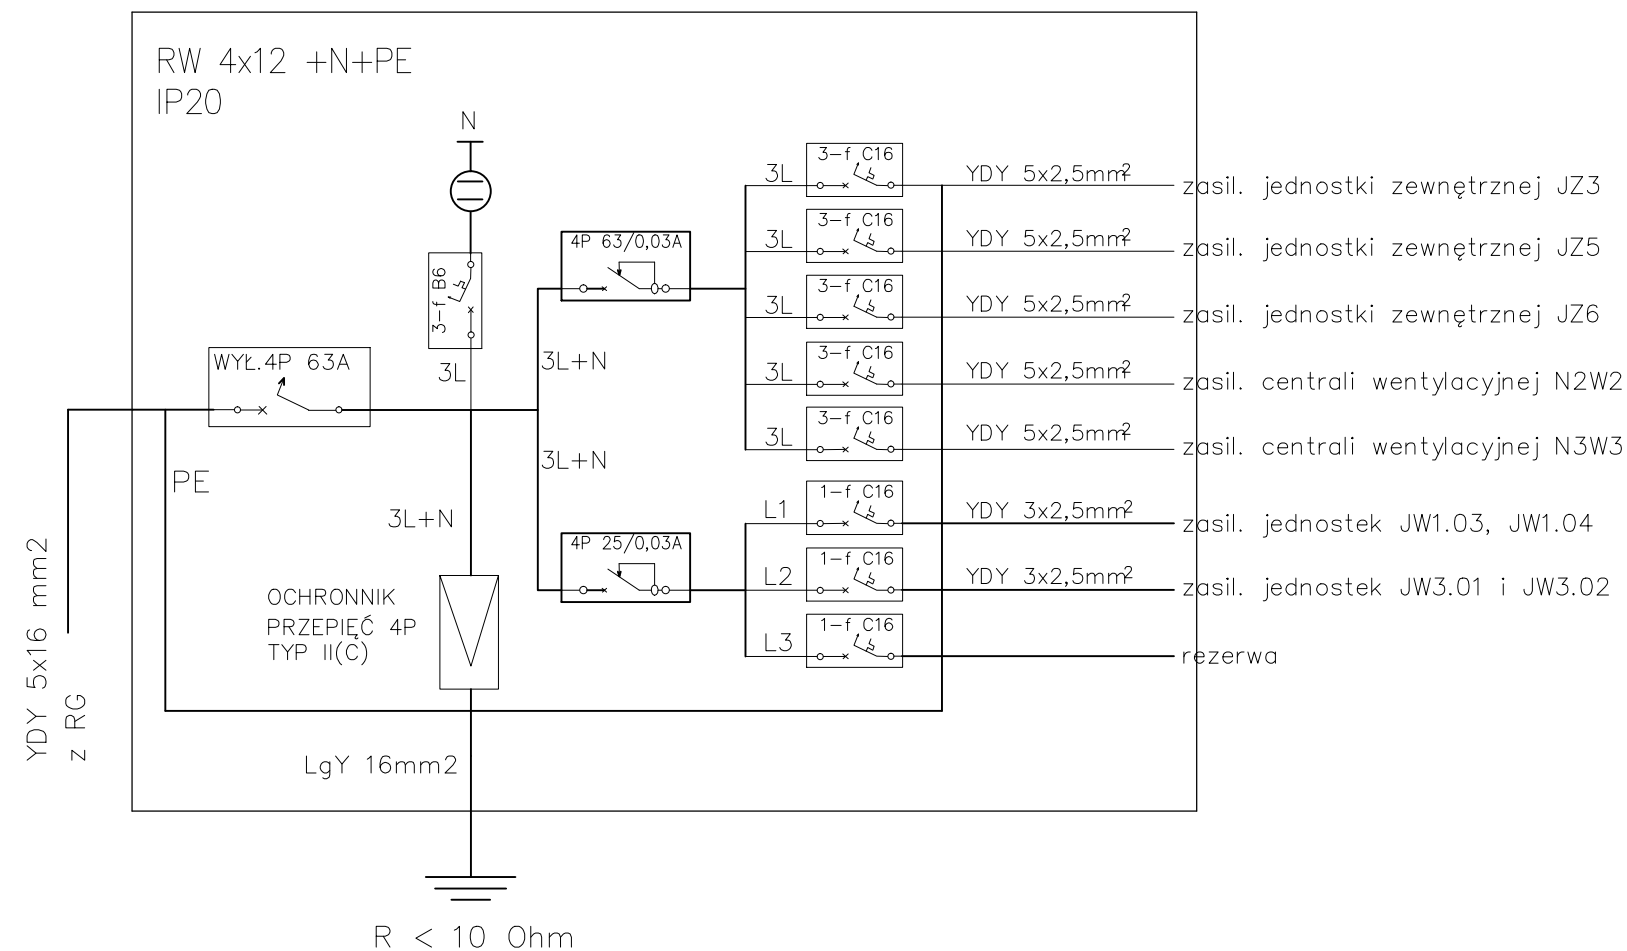 RW 4x12 +N+PE
IP20
N
3-f B6
3L
WYŁ.4P 63A
PE
YDY 5x16 mm2
z RG
3L+N
OCHRONNIK
PRZEPIĘĆ 4P
TYP II(C)
LgY 16mm2
R < 10 Ohm
3L+N
3L+N
4P 63/0,03A
4P 25/0,03A
3L 3-f C16 YDY 5x2,5mm² zasil. jednostki zewnętrznej JZ3
3L 3-f C16 YDY 5x2,5mm² zasil. jednostki zewnętrznej JZ5
3L 3-f C16 YDY 5x2,5mm² zasil. jednostki zewnętrznej JZ6
3L 3-f C16 YDY 5x2,5mm² zasil. centrali wentylacyjnej N2W2
3L 3-f C16 YDY 5x2,5mm² zasil. centrali wentylacyjnej N3W3
L1 1-f C16 YDY 3x2,5mm² zasil. jednostek JW1.03, JW1.04
L2 1-f C16 YDY 3x2,5mm² zasil. jednostek JW3.01 i JW3.02
L3 1-f C16 rezerwa